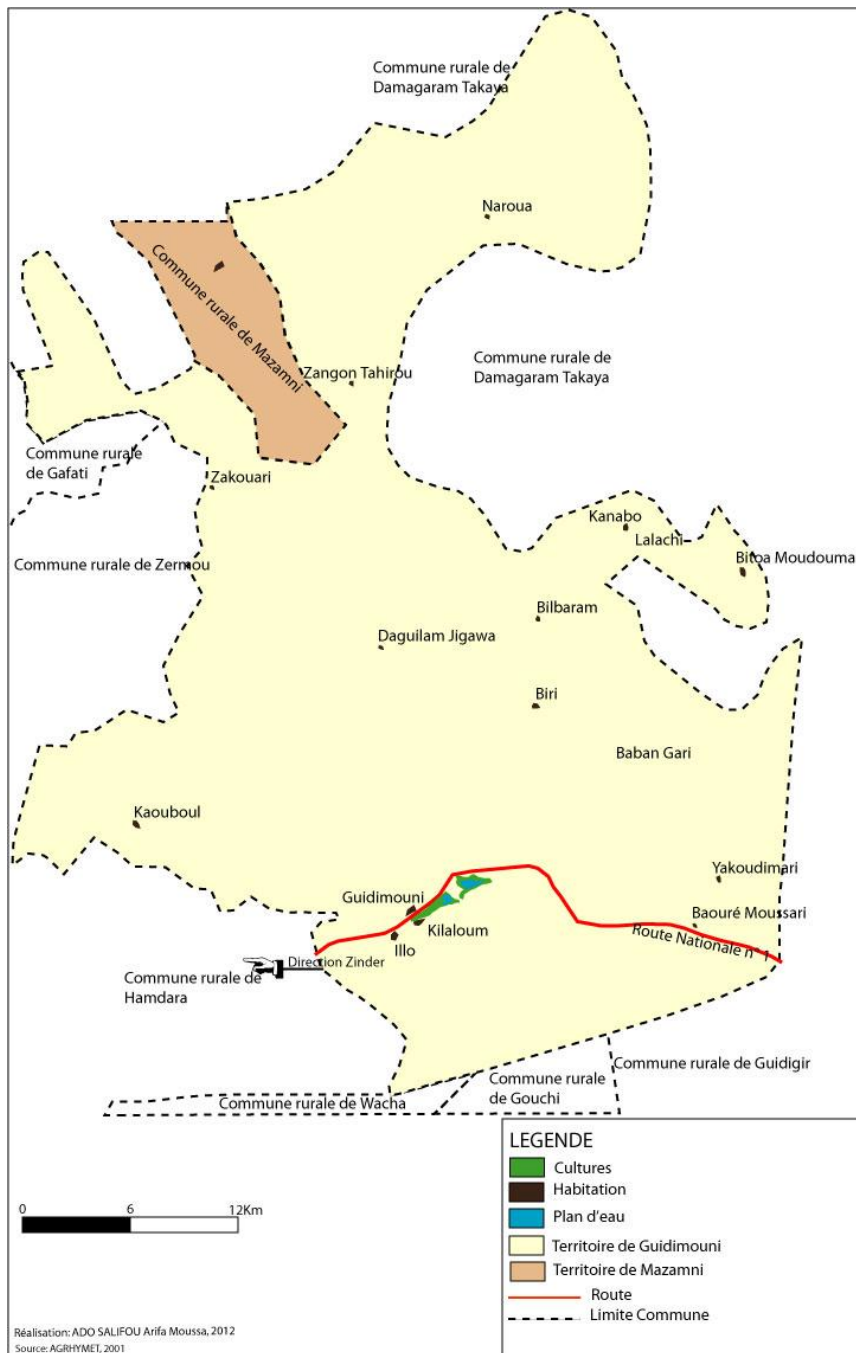 Commune rurale de
Damagaram Takaya
Naroua
Commune rurale de Mazamni
Zangon Tahirou
Commune rurale de
Damagaram Takaya
Commune rurale
de Gafati
Zakouari
Kanabo
Lalachi
Bitoa Moudouma
Commune rurale de Zermou
Bilbaram
Daguilam Jigawa
Biri
Baban Gari
Kaouboul
Yakoudimari
Guidimouni
Baouré Moussari
Kilaloum
Route Nationale n°1
Illo
Direction Zinder
Commune rurale de
Hamdara
Commune rurale de Guidigir
Commune rurale
de Gouchi
Commune rurale de Wacha
LEGENDE
Cultures
Habitation
Plan d'eau
Territoire de Guidimouni
Territoire de Mazamni
Route
Limite Commune
0 6 12Km
Réalisation: ADO SALIFOU Arifa Moussa, 2012
Source: AGRHYMET, 2001